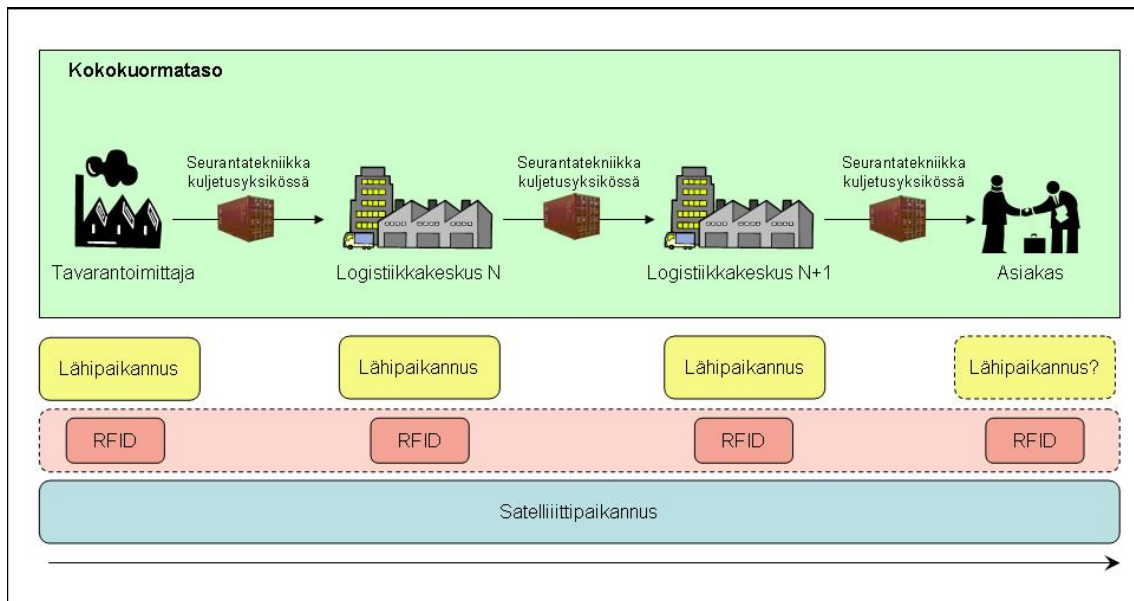 Kokokuormataso
Seurantatekniikka
kuljetusyksikössä
Seurantatekniikka
kuljetusyksikössä
Seurantatekniikka
kuljetusyksikössä
Tavarantoimittaja
Logistiikkakeskus N
Logistiikkakeskus N+1
Asiakas
Lähipaikannus
Lähipaikannus
Lähipaikannus
Lähipaikannus?
RFID
RFID
RFID
RFID
Satelliiittipaikannus